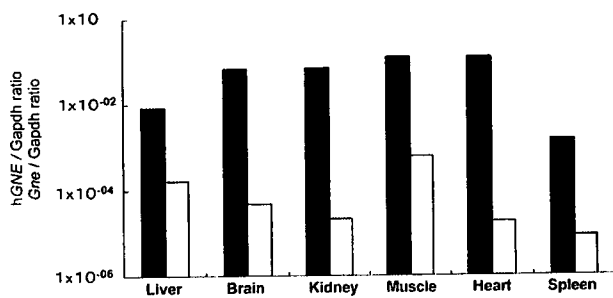 1x10
1x10-02
1x10-04
1x10-06
hGNE / Gapdh ratio
Gne / Gapdh ratio
Liver Brain Kidney Muscle Heart Spleen